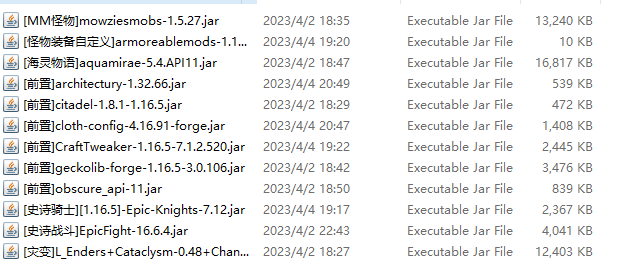 [MM怪物]mowziesmobs-1.5.27.jar 2023/4/2 18:35 Executable Jar File 13,240 KB
[怪物装备自定义]armoreablemods-1.1... 2023/4/4 19:20 Executable Jar File 10 KB
[海灵物语]aquamirae-5.4.API11.jar 2023/4/2 18:47 Executable Jar File 16,817 KB
[前置]architectury-1.32.66.jar 2023/4/4 20:49 Executable Jar File 539 KB
[前置]citadel-1.8.1-1.16.5.jar 2023/4/2 18:29 Executable Jar File 472 KB
[前置]cloth-config-4.16.91-forge.jar 2023/4/4 20:47 Executable Jar File 1,408 KB
[前置]CraftTweaker-1.16.5-7.1.2.520.jar 2023/4/4 19:22 Executable Jar File 2,445 KB
[前置]geckolib-forge-1.16.5-3.0.106.jar 2023/4/2 18:42 Executable Jar File 3,476 KB
[前置]obscure_api-11.jar 2023/4/2 18:50 Executable Jar File 839 KB
[史诗骑士][1.16.5]-Epic-Knights-7.12.jar 2023/4/4 19:17 Executable Jar File 2,367 KB
[史诗战斗]EpicFight-16.6.4.jar 2023/4/2 22:43 Executable Jar File 4,041 KB
[灾变]L_Enders+Cataclysm-0.48+Chan... 2023/4/2 18:27 Executable Jar File 12,403 KB